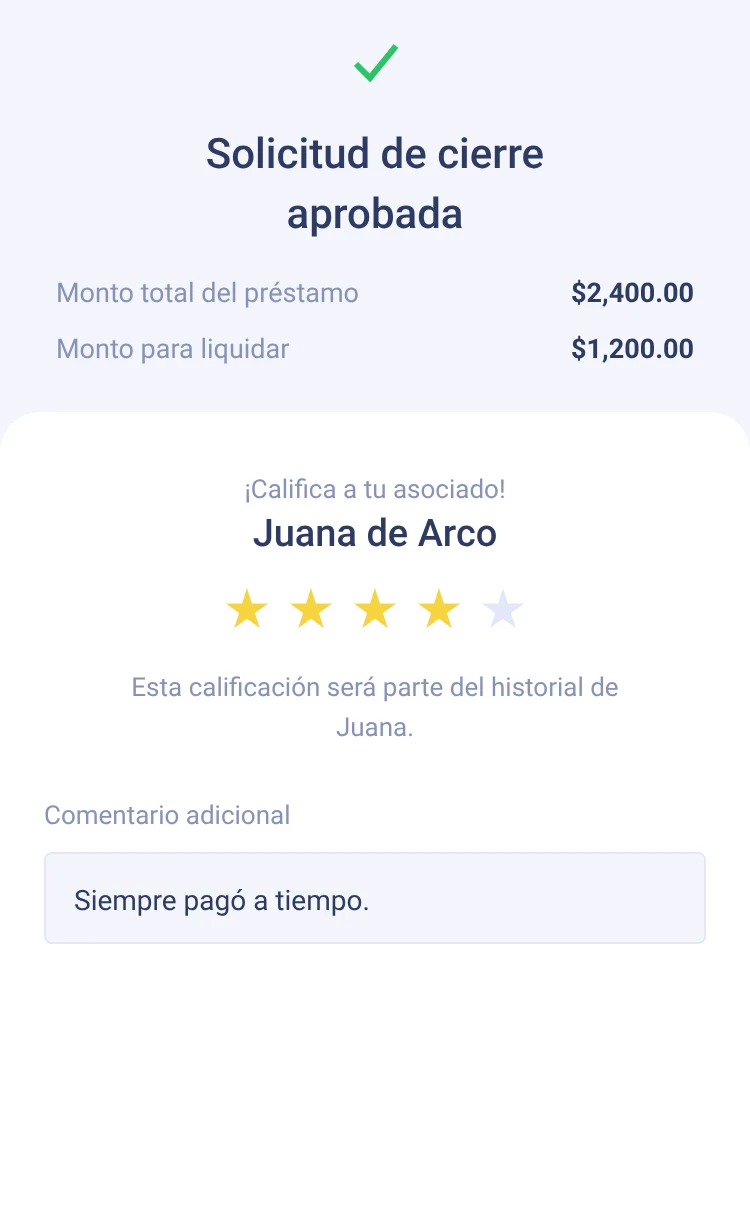 Solicitud de cierre
aprobada
Monto total del préstamo $2,400.00
Monto para liquidar $1,200.00
¡Califica a tu asociado!
Juana de Arco
Esta calificación será parte del historial de
Juana.
Comentario adicional
Siempre pagó a tiempo.